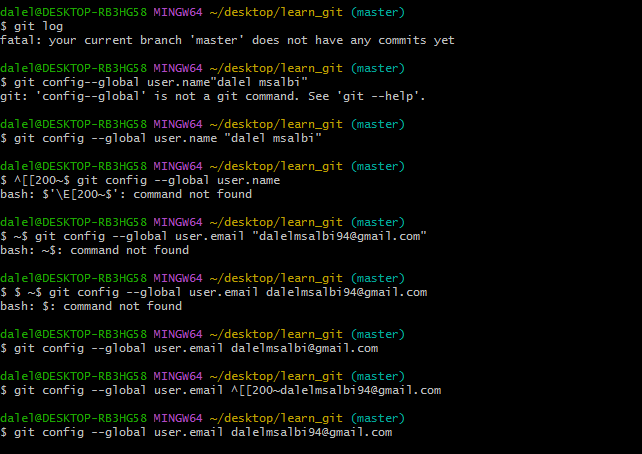 dalel@DESKTOP-RB3HG58 MINGW64 ~/desktop/learn_git (master)
$ git log
fatal: your current branch 'master' does not have any commits yet
dalel@DESKTOP-RB3HG58 MINGW64 ~/desktop/learn_git (master)
$ git config--global user.name"dalel msalbi"
git: 'config--global' is not a git command. See 'git --help'.
dalel@DESKTOP-RB3HG58 MINGW64 ~/desktop/learn_git (master)
$ git config --global user.name "dalel msalbi"
dalel@DESKTOP-RB3HG58 MINGW64 ~/desktop/learn_git (master)
$ ^[[200~$ git config --global user.name
bash: $'\E[200~$': command not found
dalel@DESKTOP-RB3HG58 MINGW64 ~/desktop/learn_git (master)
$ ~$ git config --global user.email "dalelmsalbi94@gmail.com"
bash: ~$: command not found
dalel@DESKTOP-RB3HG58 MINGW64 ~/desktop/learn_git (master)
$ $ ~$ git config --global user.email dalelmsalbi94@gmail.com
bash: $: command not found
dalel@DESKTOP-RB3HG58 MINGW64 ~/desktop/learn_git (master)
$ git config --global user.email dalelmsalbi@gmail.com
dalel@DESKTOP-RB3HG58 MINGW64 ~/desktop/learn_git (master)
$ git config --global user.email ^[[200~dalelmsalbi94@gmail.com
dalel@DESKTOP-RB3HG58 MINGW64 ~/desktop/learn_git (master)
$ git config --global user.email dalelmsalbi94@gmail.com